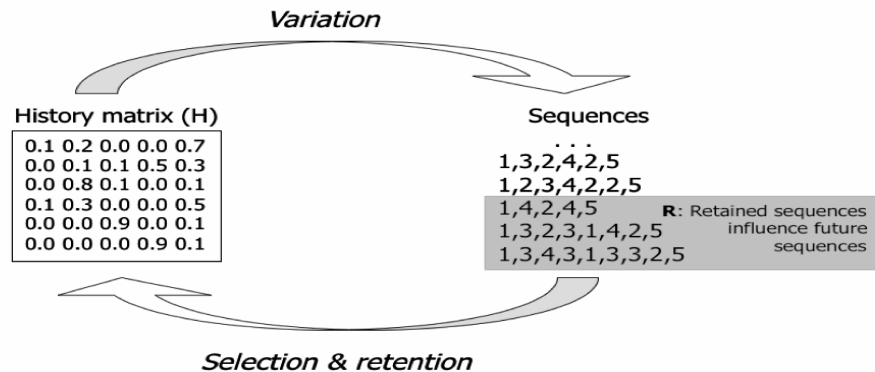 Variation
History matrix (H)
0.1 0.2 0.0 0.0 0.7
0.0 0.1 0.1 0.5 0.3
0.0 0.8 0.1 0.0 0.1
0.1 0.3 0.0 0.0 0.5
0.0 0.0 0.9 0.0 0.1
0.0 0.0 0.0 0.9 0.1
Sequences
. . .
1,3,2,4,2,5
1,2,3,4,2,2,5
1,4,2,4,5
1,3,2,3,1,4,2,5
1,3,4,3,1,3,3,2,5
R: Retained sequences
influence future
sequences
Selection & retention